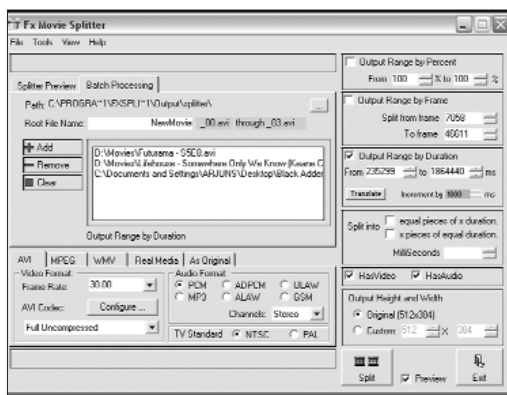 Fx Movie Splitter
File Tools View Help
Splitter Preview Batch Processing
Path: C:\PROGRA~1\FXSPLI~1\Output\splitter\ ...
Root File Name: NewMovie _00.avi through _03.avi
Add
Remove
Clear
D:\Movies\Futurama - S5E8.avi
D:\Movies\Lifehouse - Somewhere Only We Know [Keane C
C:\Documents and Settings\ARJUNS\Desktop\Black Adder
Output Range by Duration
AVI MPEG WMV Real Media As Original
Video Format:
Frame Rate: 30.00
AVI Codec: Configure ...
Full Uncompressed
Audio Format
PCM ADPCM ULAW
MP3 ALAW GSM
Channels: Stereo
TV Standard NTSC PAL
Output Range by Percent
From 100 % to 100 %
Output Range by Frame
Split from frame 7058
To frame 46611
Output Range by Duration
From 235299 to 1864440 ms
Translate Increment by 1000 ms
Split into equal pieces of x duration.
x pieces of equal duration.
MilliSeconds
HasVideo HasAudio
Output Height and Width
Original (512x384)
Custom 512 X 384
Split Preview Exit